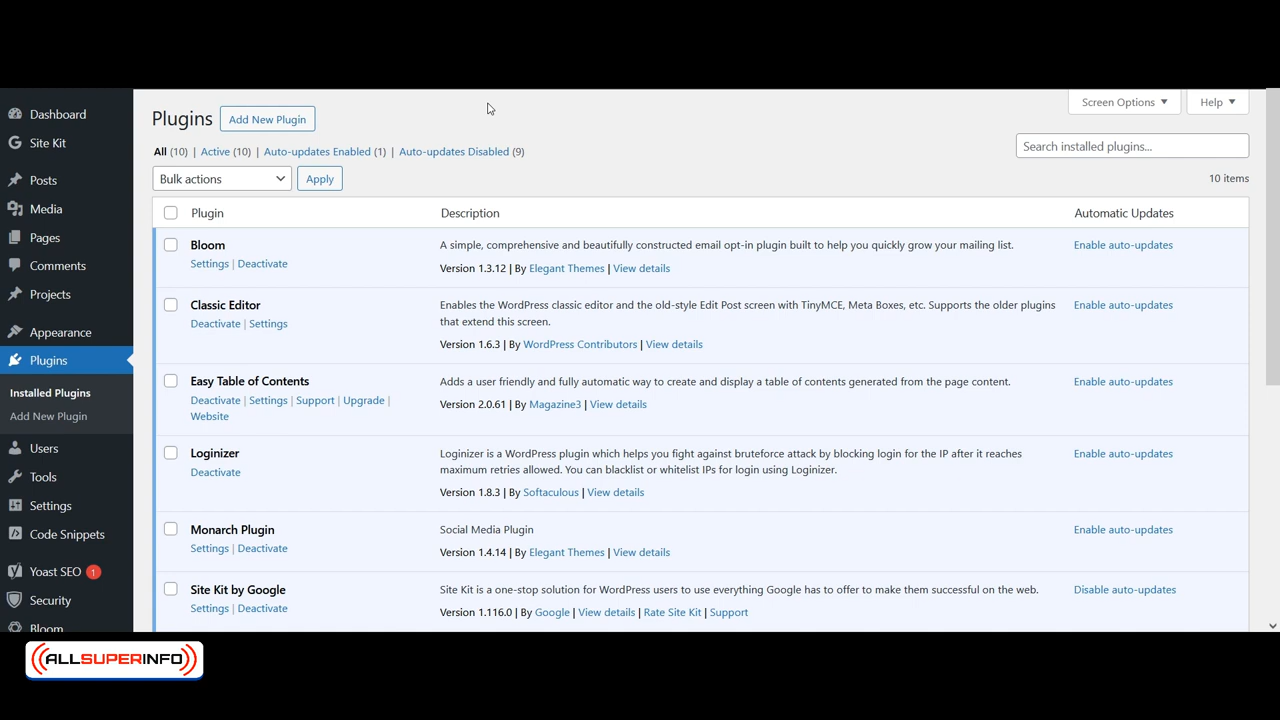 Dashboard
Site Kit
Posts
Media
Pages
Comments
Projects
Appearance
Plugins
Installed Plugins
Add New Plugin
Users
Tools
Settings
Code Snippets
Yoast SEO 1
Security
Bloom
Screen Options
Help
Plugins Add New Plugin
All (10) | Active (10) | Auto-updates Enabled (1) | Auto-updates Disabled (9)
Search installed plugins...
Bulk actions Apply
10 items
Plugin Description Automatic Updates
Bloom
Settings | Deactivate
A simple, comprehensive and beautifully constructed email opt-in plugin built to help you quickly grow your mailing list.
Version 1.3.12 | By Elegant Themes | View details
Enable auto-updates
Classic Editor
Deactivate | Settings
Enables the WordPress classic editor and the old-style Edit Post screen with TinyMCE, Meta Boxes, etc. Supports the older plugins
that extend this screen.
Version 1.6.3 | By WordPress Contributors | View details
Enable auto-updates
Easy Table of Contents
Deactivate | Settings | Support | Upgrade |
Website
Adds a user friendly and fully automatic way to create and display a table of contents generated from the page content.
Version 2.0.61 | By Magazine3 | View details
Enable auto-updates
Loginizer
Deactivate
Loginizer is a WordPress plugin which helps you fight against bruteforce attack by blocking login for the IP after it reaches
maximum retries allowed. You can blacklist or whitelist IPs for login using Loginizer.
Version 1.8.3 | By Softaculous | View details
Enable auto-updates
Monarch Plugin
Settings | Deactivate
Social Media Plugin
Version 1.4.14 | By Elegant Themes | View details
Enable auto-updates
Site Kit by Google
Settings | Deactivate
Site Kit is a one-stop solution for WordPress users to use everything Google has to offer to make them successful on the web.
Version 1.116.0 | By Google | View details | Rate Site Kit | Support
Disable auto-updates
ALLSUPERINFO